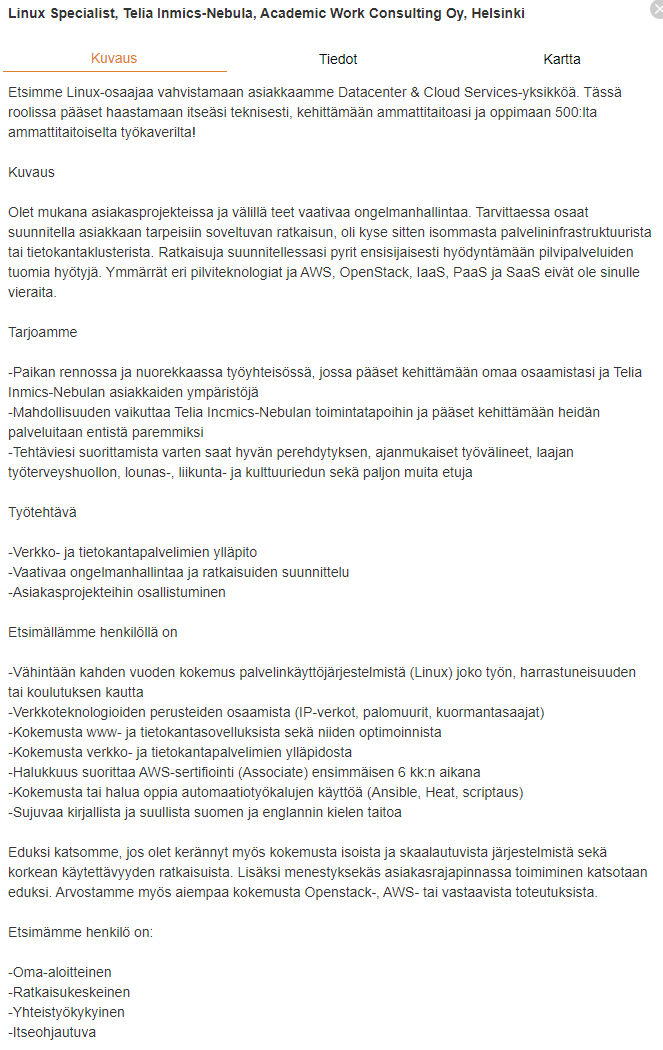 Linux Specialist, Telia Inmics-Nebula, Academic Work Consulting Oy, Helsinki
Kuvaus
Tiedot
Kartta
Etsimme Linux-osaajaa vahvistamaan asiakkaamme Datacenter & Cloud Services-yksikköä. Tässä
roolissa pääset haastamaan itseäsi teknisesti, kehittämään ammattitaitoasi ja oppimaan 500:lta
ammattitaitoiselta työkaverilta!
Kuvaus
Olet mukana asiakasprojekteissa ja välillä teet vaativaa ongelmanhallintaa. Tarvittaessa osaat
suunnitella asiakkaan tarpeisiin soveltuvan ratkaisun, oli kyse sitten isommasta palvelininfratruktuurista
tai tietokantaklusterista. Ratkaisuja suunnitellessasi pyrit ensisijaisesti hyödyntämään pilvipalveluiden
tuomia hyötyjä. Ymmärrät eri pilviteknologiat ja AWS, OpenStack, IaaS, PaaS ja SaaS eivät ole sinulle
vieraita.
Tarjoamme
-Paikan rennossa ja nuorekkaassa työyhteisössä, jossa pääset kehittämään omaa osaamistasi ja Telia
Inmics-Nebulan asiakkaiden ympäristöjä
-Mahdollisuuden vaikuttaa Telia Incmics-Nebulan toimintatapoihin ja pääset kehittämään heidän
palveluitaan entistä paremmiksi
-Tehtäviesi suorittamista varten saat hyvän perehdytyksen, ajanmukaiset työvälineet, laajan
työterveyshuollon, lounas-, liikunta- ja kulttuuriedun sekä paljon muita etuja
Työtehtävä
-Verkko- ja tietokantapalvelimien ylläpito
-Vaativaa ongelmanhallintaa ja ratkaisuiden suunnittelu
-Asiakasprojekteihin osallistuminen
Etsimällämme henkilöllä on
-Vähintään kahden vuoden kokemus palvelinkäyttöjärjestelmistä (Linux) joko työn, harrastuneisuuden
tai koulutuksen kautta
-Verkkoteknologioiden perusteiden osaamista (IP-verkot, palomuurit, kuormantasaajat)
-Kokemusta www- ja tietokantasovelluksista sekä niiden optimoinnista
-Kokemusta verkko- ja tietokantapalvelimien ylläpidosta
-Halukkuus suorittaa AWS-sertifiointi (Associate) ensimmäisen 6 kk:n aikana
-Kokemusta tai halua oppia automaatiotyökalujen käyttöä (Ansible, Heat, scriptaus)
-Sujuvaa kirjallista ja suullista suomen ja englannin kielen taitoa
Eduksi katsomme, jos olet kerännyt myös kokemusta isoista ja skaalautuvista järjestelmistä sekä
korkean käytettävyyden ratkaisuista. Lisäksi menestyksekäs asiakasrajapinnassa toimiminen katsotaan
eduksi. Arvostamme myös aiempaa kokemusta Openstack-, AWS- tai vastaavista toteutuksista.
Etsimämme henkilö on:
-Oma-aloitteinen
-Ratkaisukeskeinen
-Yhteistyökykyinen
-Itseohjautuva